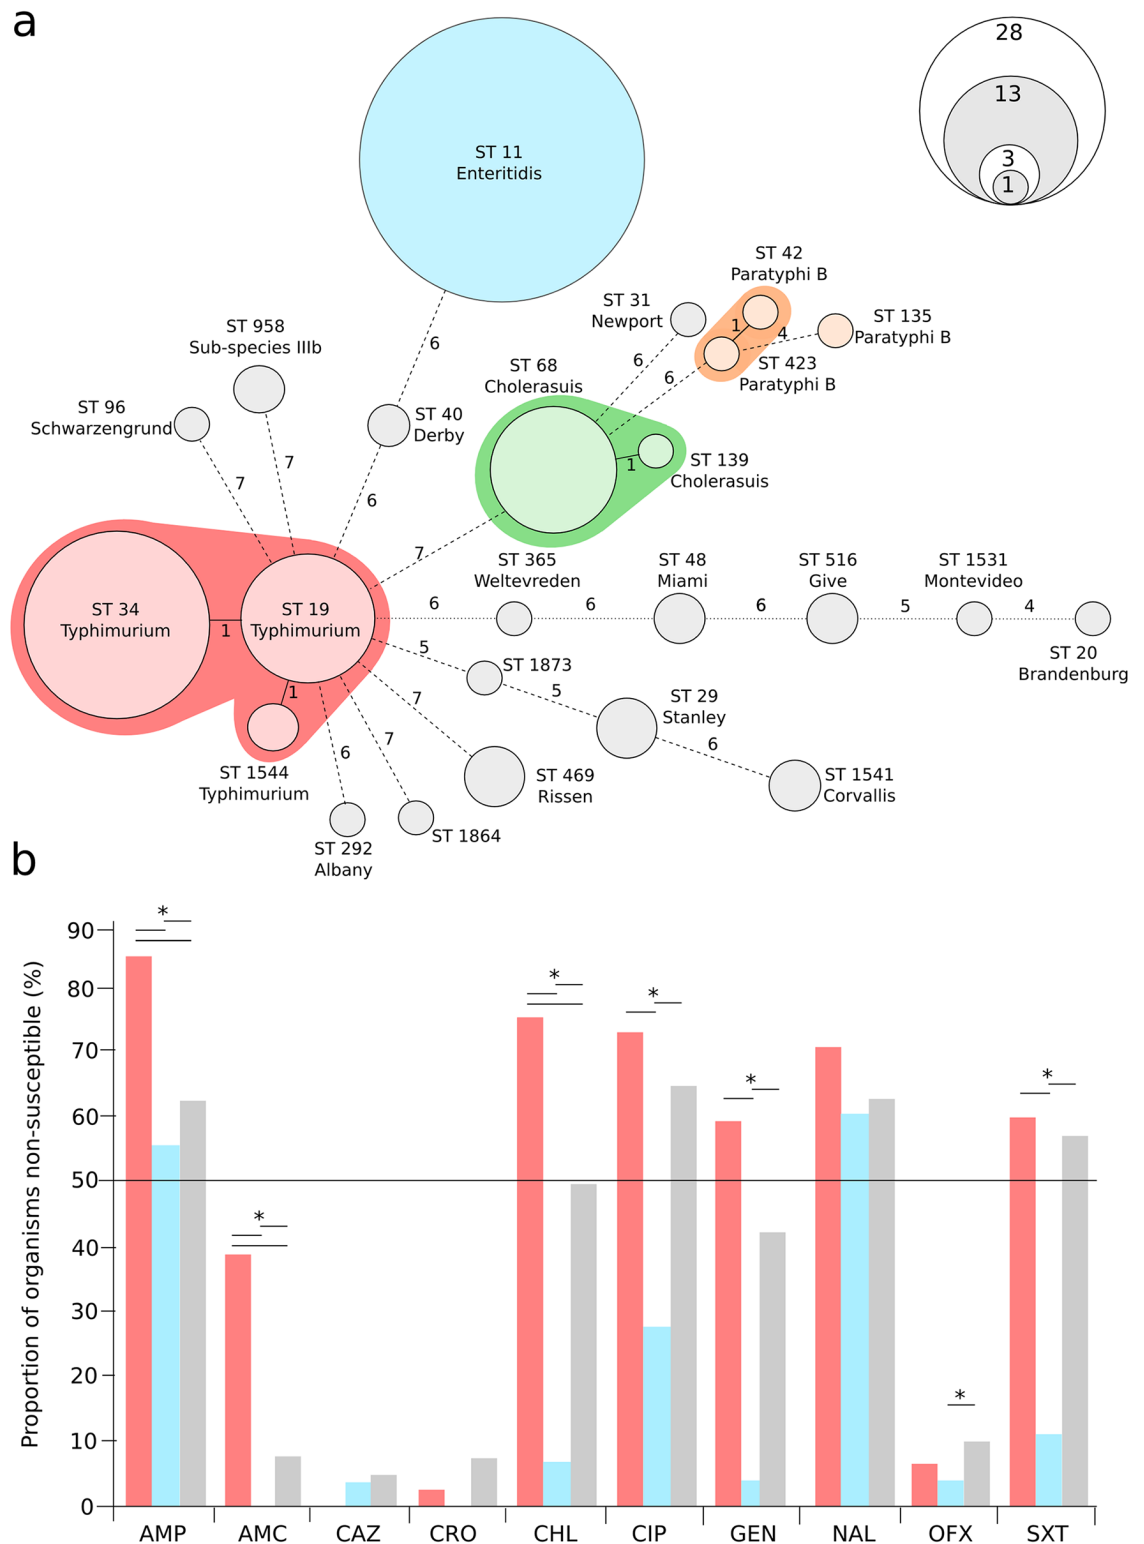 a
28
13
3
1
ST 11
Enteritidis
ST 42
Paratyphi B
ST 31
Newport
1
4
ST 135
Paratyphi B
ST 958
Sub-species IIIb
6
6
6
ST 423
Paratyphi B
ST 68
Cholerasuis
ST 96
Schwarzengrund
ST 40
Derby
7
7
6
1
ST 139
Cholerasuis
7
ST 365
Weltevreden
ST 48
Miami
ST 516
Give
ST 1531
Montevideo
ST 34
Typhimurium
1
ST 19
Typhimurium
6
6
6
5
4
ST 20
Brandenburg
5
ST 1873
5
ST 29
Stanley
6
1
7
7
6
ST 1544
Typhimurium
ST 469
Rissen
ST 1541
Corvallis
ST 292
Albany
ST 1864
b
Proportion of organisms non-susceptible (%)
90
80
70
60
50
40
30
20
10
0
*
*
*
*
*
*
*
AMP
AMC
CAZ
CRO
CHL
CIP
GEN
NAL
OFX
SXT